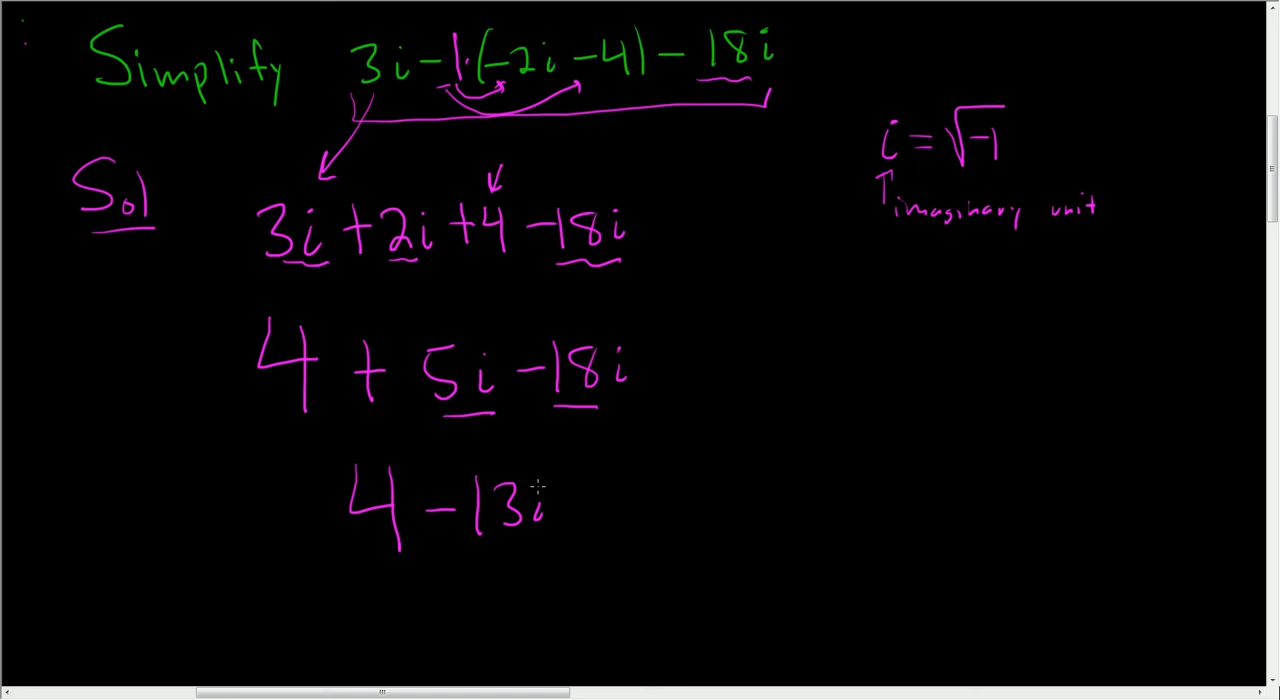 Simplify 3i - 1·(-2i - 4) - 18i
i = √-1
imaginary unit
Sol
3i + 2i + 4 - 18i
4 + 5i - 18i
4 - 13i